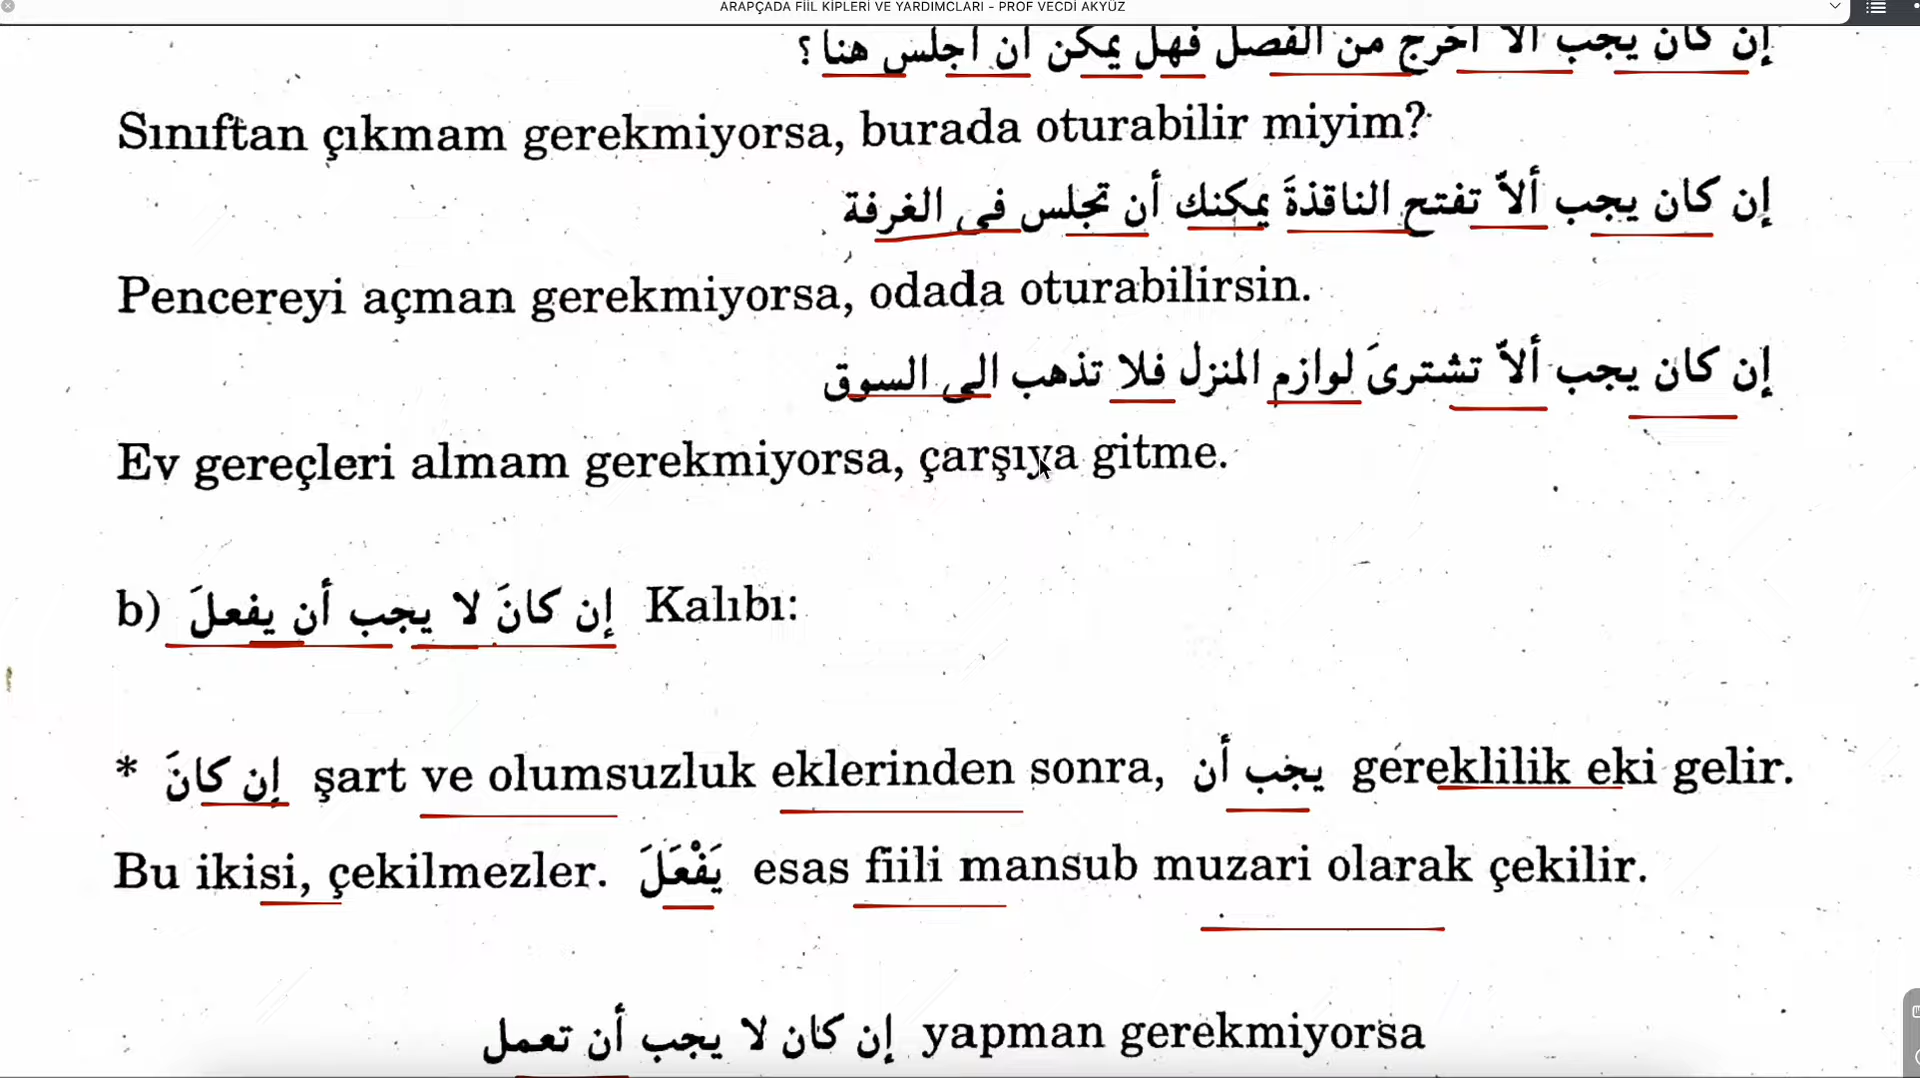 ARAPÇADA FİİL KİPLERİ VE YARDIMCLARI - PROF VECDİ AKYÜZ
إن كان يجب ألا أخرج من الفصل فهل يمكن أن أجلس هنا ؟
Sınıftan çıkmam gerekmiyorsa, burada oturabilir miyim?
إن كان يجب ألاّ تفتح الناقذةَ يمكنك أن تجلس فى الغرفة
Pencereyi açman gerekmiyorsa, odada oturabilirsin.
إن كان يجب ألاّ تشترىَ لوازم المنزل فلا تذهب الى السوق
Ev gereçleri almam gerekmiyorsa, çarşıya gitme.
b) إن كانَ لا يجب أن يفعلَ Kalıbı:
* إن كانَ şart ve olumsuzluk eklerinden sonra, يجب أن gereklilik eki gelir.
Bu ikisi, çekilmezler. يَفْعَلَ esas fiili mansub muzari olarak çekilir.
إن كان لا يجب أن تعمل yapman gerekmiyorsa